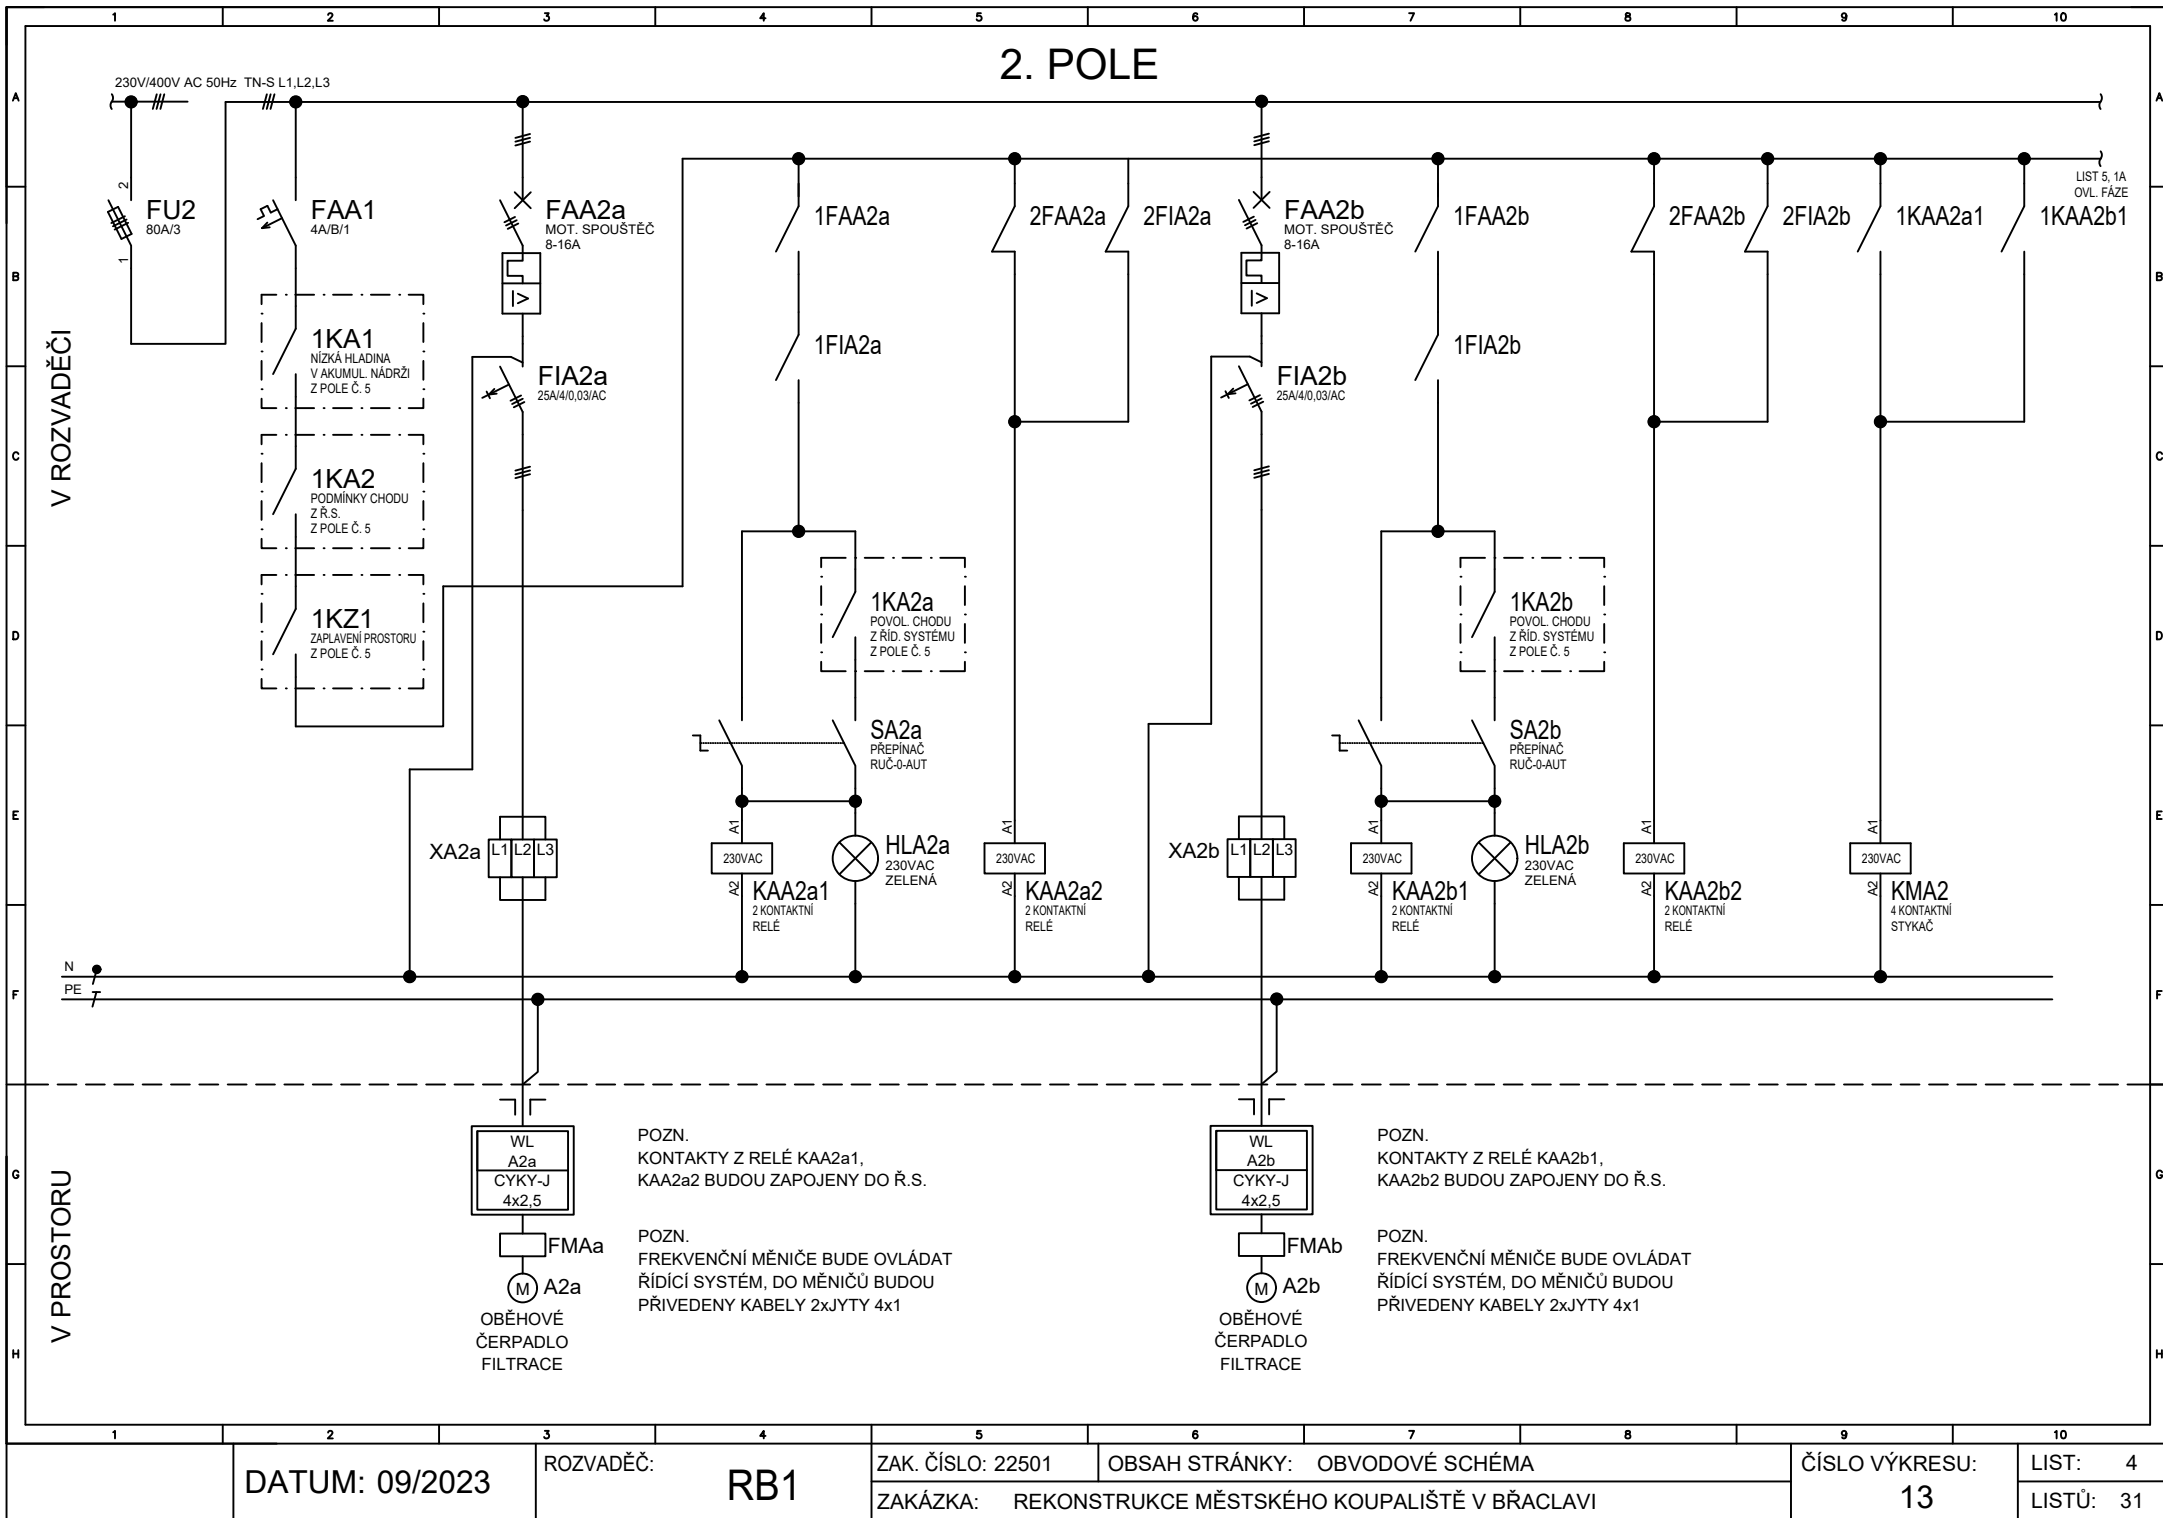 1 2 3 4 5 6 7 8 9 10
2. POLE
230V/400V AC 50Hz TN-S L1,L2,L3
A
A
LIST 5, 1A
OVL. FÁZE
2
1
FU2
80A/3
FAA1
4A/B/1
FAA2a
MOT. SPOUŠTĚČ
8-16A
I>
1FAA2a
2FAA2a
2FIA2a
FAA2b
MOT. SPOUŠTĚČ
8-16A
I>
1FAA2b
2FAA2b
2FIA2b
1KAA2a1
1KAA2b1
B
B
V ROZVADĚČI
1KA1
NÍZKÁ HLADINA
V AKUMUL. NÁDRŽI
Z POLE Č. 5
FIA2a
25A/4/0,03/AC
1FIA2a
FIA2b
25A/4/0,03/AC
1FIA2b
C
C
1KA2
PODMÍNKY CHODU
Z Ř.S.
Z POLE Č. 5
D
D
1KZ1
ZAPLAVENÍ PROSTORU
Z POLE Č. 5
1KA2a
POVOL. CHODU
Z ŘÍD. SYSTÉMU
Z POLE Č. 5
1KA2b
POVOL. CHODU
Z ŘÍD. SYSTÉMU
Z POLE Č. 5
SA2a
PŘEPÍNAČ
RUČ-0-AUT
SA2b
PŘEPÍNAČ
RUČ-0-AUT
E
E
XA2a
L1 L2 L3
A1
230VAC
A2
KAA2a1
2 KONTAKTNÍ
RELÉ
HLA2a
230VAC
ZELENÁ
A1
230VAC
A2
KAA2a2
2 KONTAKTNÍ
RELÉ
XA2b
L1 L2 L3
A1
230VAC
A2
KAA2b1
2 KONTAKTNÍ
RELÉ
HLA2b
230VAC
ZELENÁ
A1
230VAC
A2
KAA2b2
2 KONTAKTNÍ
RELÉ
A1
230VAC
A2
KMA2
4 KONTAKTNÍ
STYKAČ
N
PE
F
F
V PROSTORU
G
G
WL
A2a
CYKY-J
4x2,5
FMAa
M
A2a
OBĚHOVÉ
ČERPADLO
FILTRACE
POZN.
KONTAKTY Z RELÉ KAA2a1,
KAA2a2 BUDOU ZAPOJENY DO Ř.S.
POZN.
FREKVENČNÍ MĚNIČE BUDE OVLÁDAT
ŘÍDÍCÍ SYSTÉM, DO MĚNIČŮ BUDOU
PŘIVEDENY KABELY 2xJYTY 4x1
WL
A2b
CYKY-J
4x2,5
FMAb
M
A2b
OBĚHOVÉ
ČERPADLO
FILTRACE
POZN.
KONTAKTY Z RELÉ KAA2b1,
KAA2b2 BUDOU ZAPOJENY DO Ř.S.
POZN.
FREKVENČNÍ MĚNIČE BUDE OVLÁDAT
ŘÍDÍCÍ SYSTÉM, DO MĚNIČŮ BUDOU
PŘIVEDENY KABELY 2xJYTY 4x1
H
H
1 2 3 4 5 6 7 8 9 10
DATUM: 09/2023
ROZVADĚČ:
RB1
ZAK. ČÍSLO: 22501
OBSAH STRÁNKY: OBVODOVÉ SCHÉMA
ZAKÁZKA: REKONSTRUKCE MĚSTSKÉHO KOUPALIŠTĚ V BŘACLAVI
ČÍSLO VÝKRESU:
13
LIST: 4
LISTŮ: 31